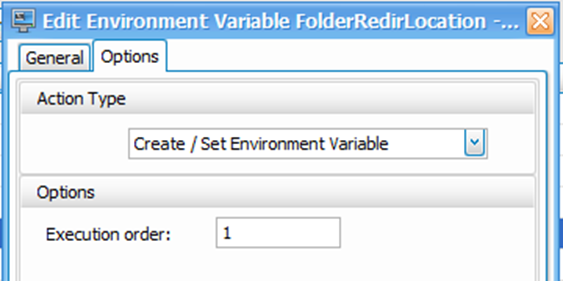 Edit Environment Variable FolderRedirLocation -...
General
Options
Action Type
Create / Set Environment Variable
Options
Execution order:
1